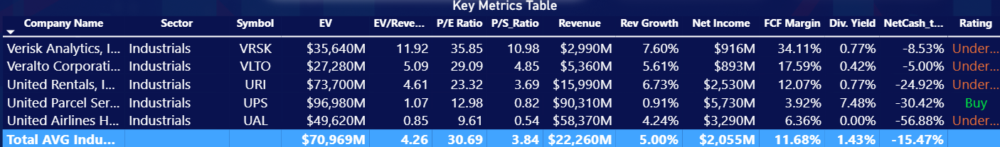 Key Metrics Table
Company Name Sector Symbol EV EV/Reve... P/E Ratio P/S_Ratio Revenue Rev Growth Net Income FCF Margin Div. Yield NetCash_t... Rating
Verisk Analytics, I... Industrials VRSK $35,640M 11.92 35.85 10.98 $2,990M 7.60% $916M 34.11% 0.77% -8.53% Under...
Veralto Corporati... Industrials VLTO $27,280M 5.09 29.09 4.85 $5,360M 5.61% $893M 17.59% 0.42% -5.00% Under...
United Rentals, I... Industrials URI $73,700M 4.61 23.32 3.69 $15,990M 6.73% $2,530M 12.07% 0.77% -24.92% Under...
United Parcel Ser... Industrials UPS $96,980M 1.07 12.98 0.82 $90,310M 0.91% $5,730M 3.92% 7.48% -30.42% Buy
United Airlines H... Industrials UAL $49,620M 0.85 9.61 0.54 $58,370M 4.24% $3,290M 6.36% 0.00% -56.88% Under...
Total AVG Indu... $70,969M 4.26 30.69 3.84 $22,260M 5.00% $2,055M 11.68% 1.43% -15.47%